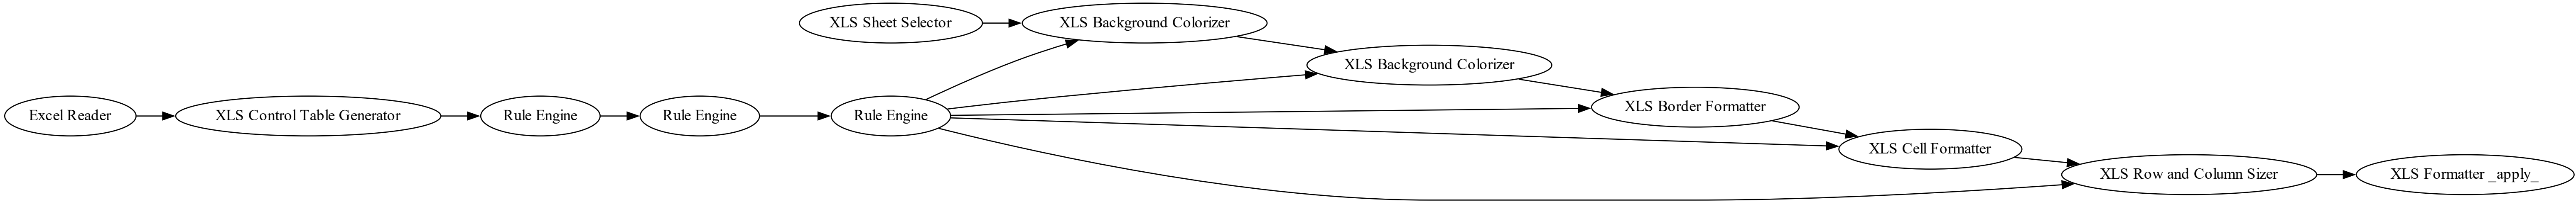 XLS Sheet Selector
XLS Background Colorizer
XLS Background Colorizer
Excel Reader
XLS Control Table Generator
Rule Engine
Rule Engine
Rule Engine
XLS Border Formatter
XLS Cell Formatter
XLS Row and Column Sizer
XLS Formatter _apply_